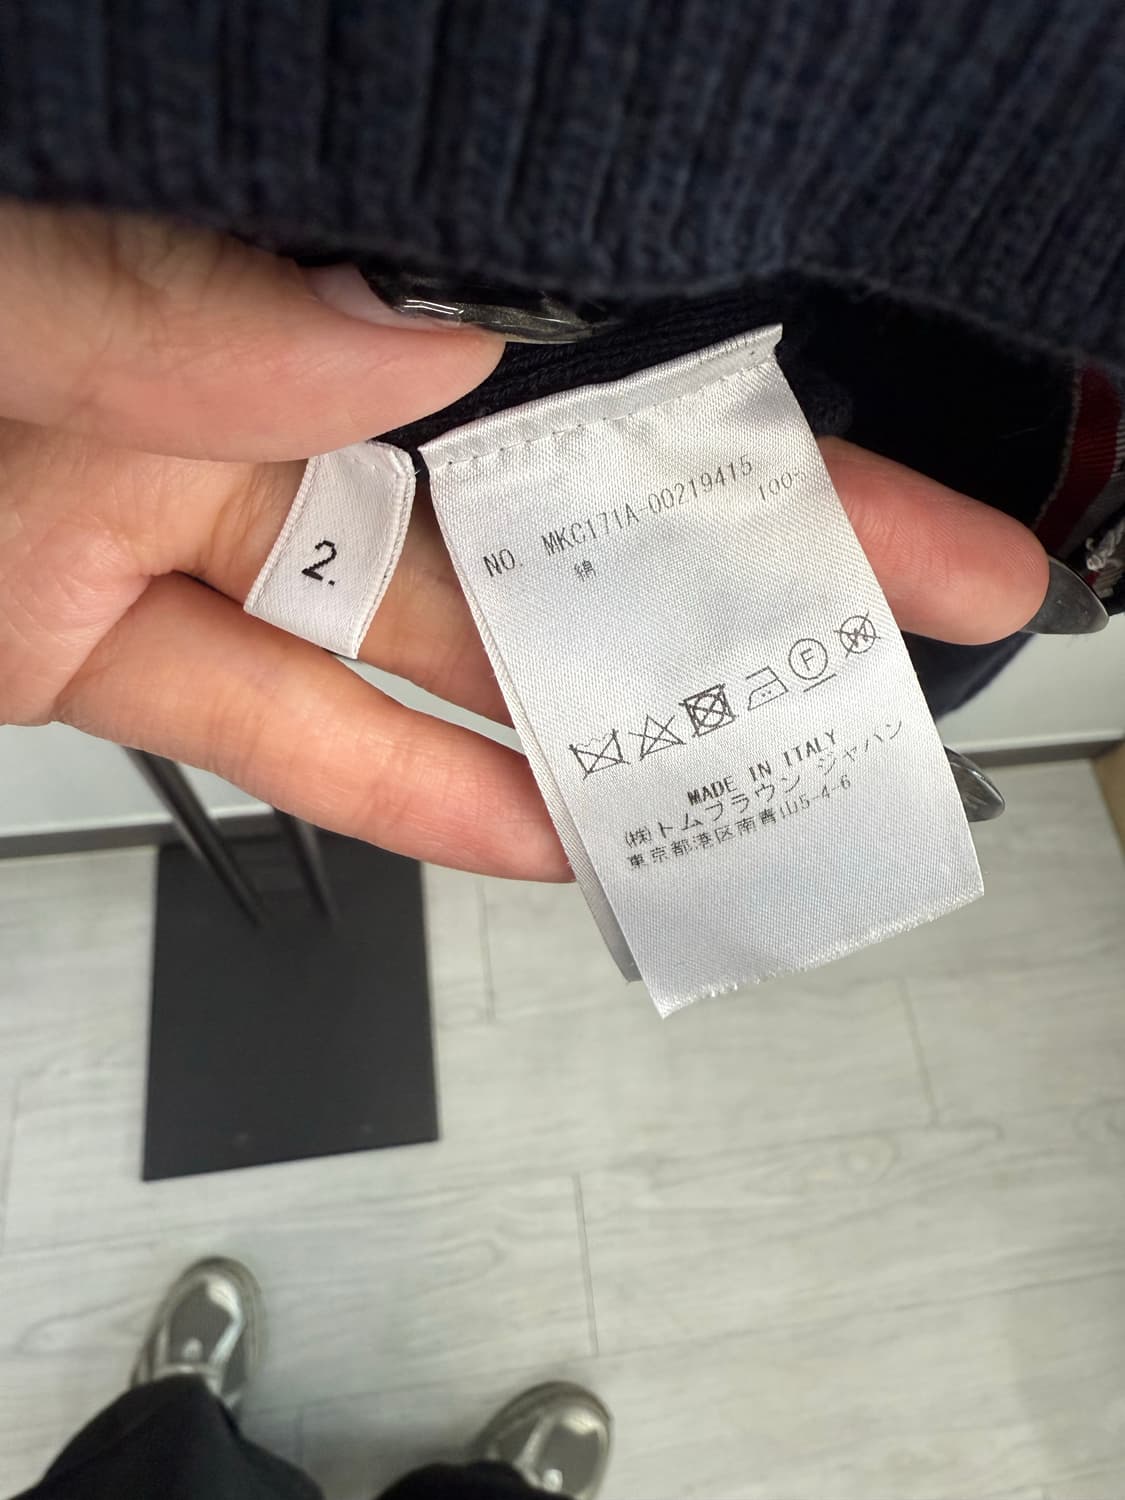 2.
NO. MKC171A-00219415
綿 100%
F
W
MADE IN ITALY
(株)トムブラウン ジャパン
東京都港区南青山5-4-6